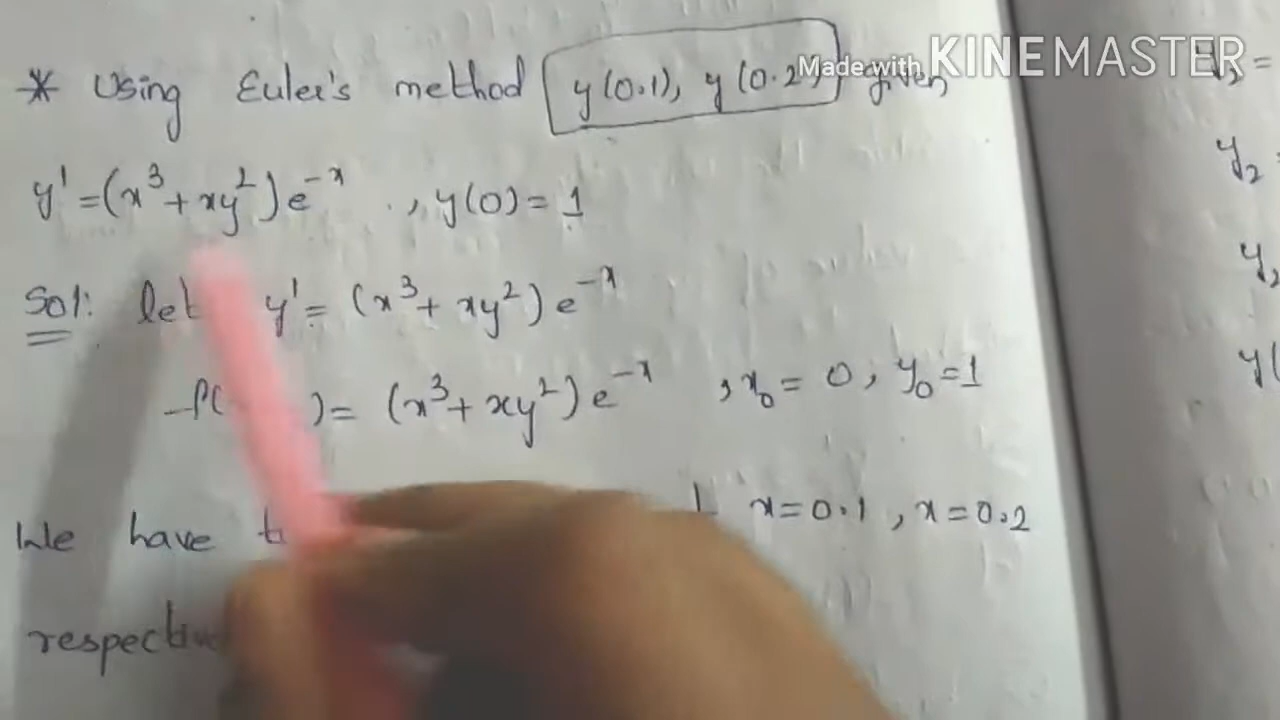 * Using Euler's method y(0.1), y(0.2) given
Made with KINEMASTER
y' = (x³ + xy²) e⁻ˣ , y(0) = 1
Sol: let y' = (x³ + xy²) e⁻ˣ
) = (x³ + xy²) e⁻ˣ , x₀ = 0, y₀ = 1
We have x = 0.1 , x = 0.2
y₂